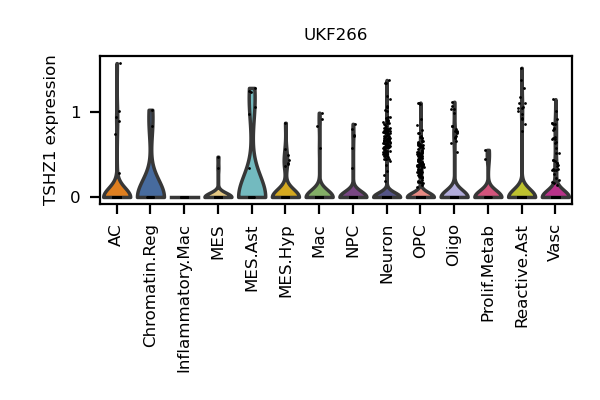 UKF266
TSHZ1 expression
1
0
AC
Chromatin.Reg
Inflammatory.Mac
MES
MES.Ast
MES.Hyp
Mac
NPC
Neuron
OPC
Oligo
Prolif.Metab
Reactive.Ast
Vasc